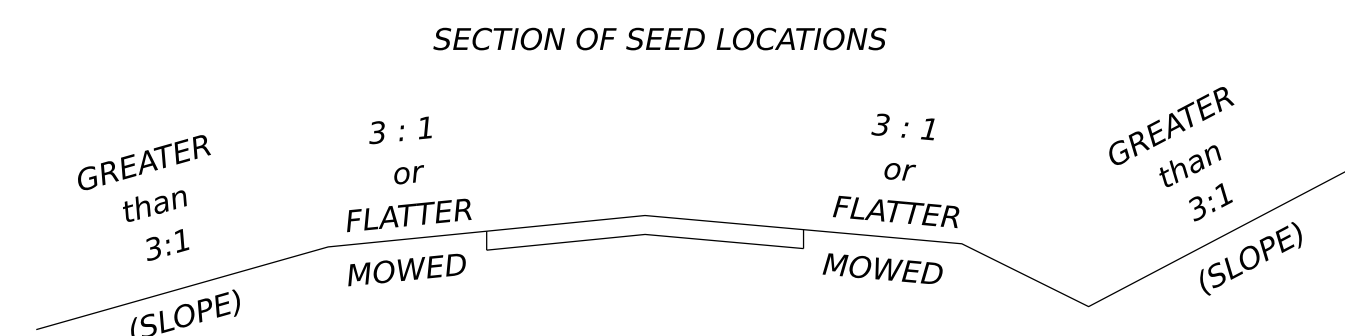 SECTION OF SEED LOCATIONS
GREATER
than
3:1
(SLOPE)
3 : 1
or
FLATTER
MOWED
3 : 1
or
FLATTER
MOWED
GREATER
than
3:1
(SLOPE)